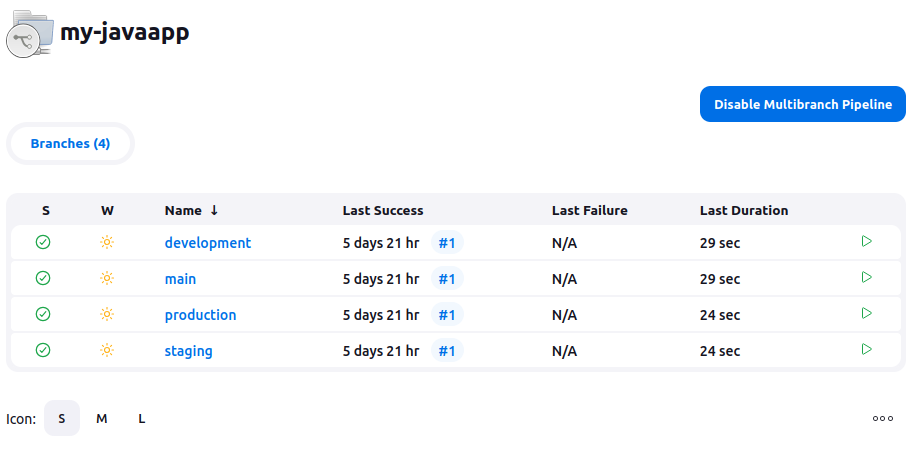 my-javaapp
Disable Multibranch Pipeline
Branches (4)
S W Name ↓ Last Success Last Failure Last Duration
development 5 days 21 hr #1 N/A 29 sec
main 5 days 21 hr #1 N/A 29 sec
production 5 days 21 hr #1 N/A 24 sec
staging 5 days 21 hr #1 N/A 24 sec
Icon: S M L